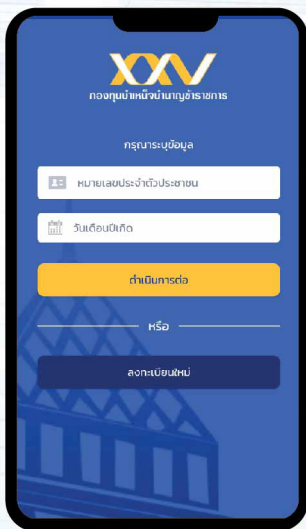 XXV
กองทุนบำเหน็จบำนาญข้าราชการ
กรุณาระบุข้อมูล
หมายเลขประจำตัวประชาชน
วันเดือนปีเกิด
ดำเนินการต่อ
หรือ
ลงทะเบียนใหม่